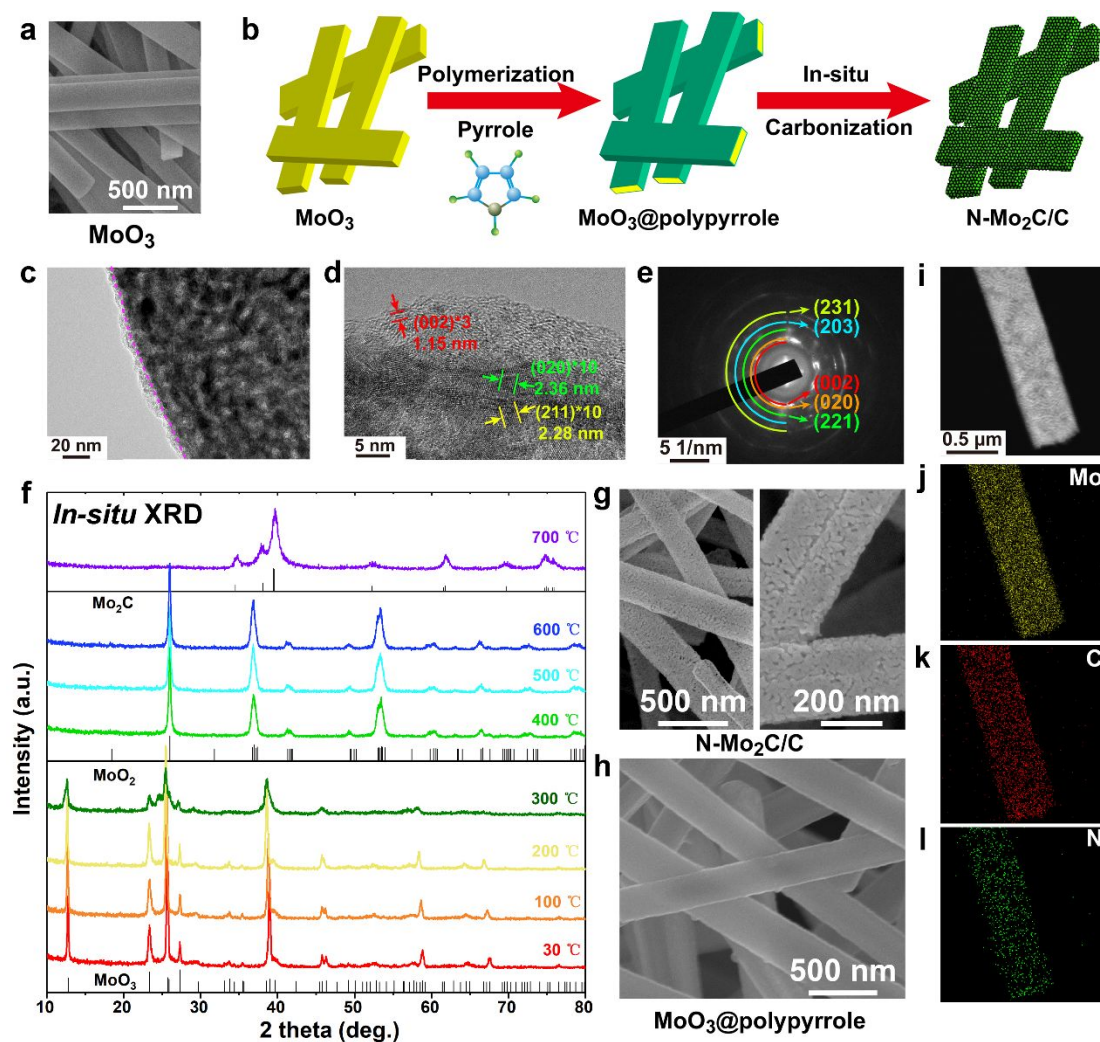 a
500 nm
MoO₃
b
Polymerization
Pyrrole
In-situ
Carbonization
MoO₃
MoO₃@polypyrrole
N-Mo₂C/C
c
20 nm
d
(002)*3
1.15 nm
(020)*10
2.36 nm
(211)*10
2.28 nm
5 nm
e
(231)
(203)
(002)
(020)
(221)
5 1/nm
i
0.5 μm
f
In-situ XRD
700 ℃
Mo₂C
600 ℃
500 ℃
400 ℃
MoO₂
300 ℃
200 ℃
100 ℃
30 ℃
MoO₃
Intensity (a.u.)
10 20 30 40 50 60 70 80
2 theta (deg.)
g
500 nm
200 nm
N-Mo₂C/C
h
500 nm
MoO₃@polypyrrole
j
Mo
k
C
l
N